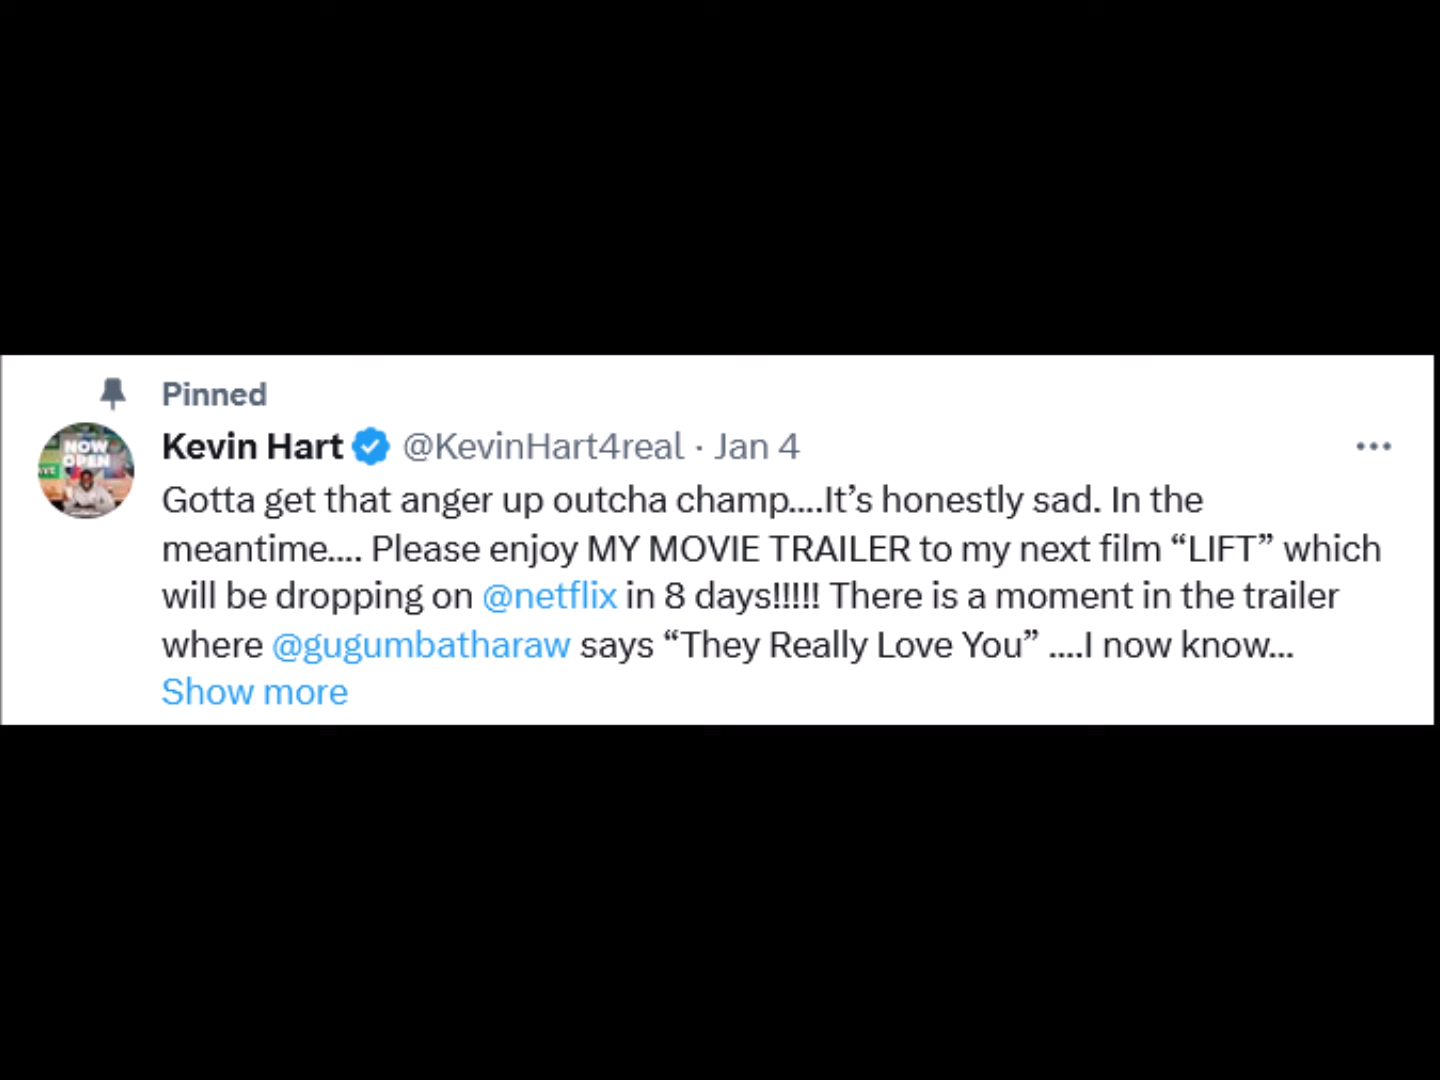 Pinned
Kevin Hart @KevinHart4real · Jan 4
NOW
OPEN
Gotta get that anger up outcha champ....It’s honestly sad. In the
meantime.... Please enjoy MY MOVIE TRAILER to my next film “LIFT” which
will be dropping on @netflix in 8 days!!!!! There is a moment in the trailer
where @gugumbatharaw says “They Really Love You” ....I now know...
Show more